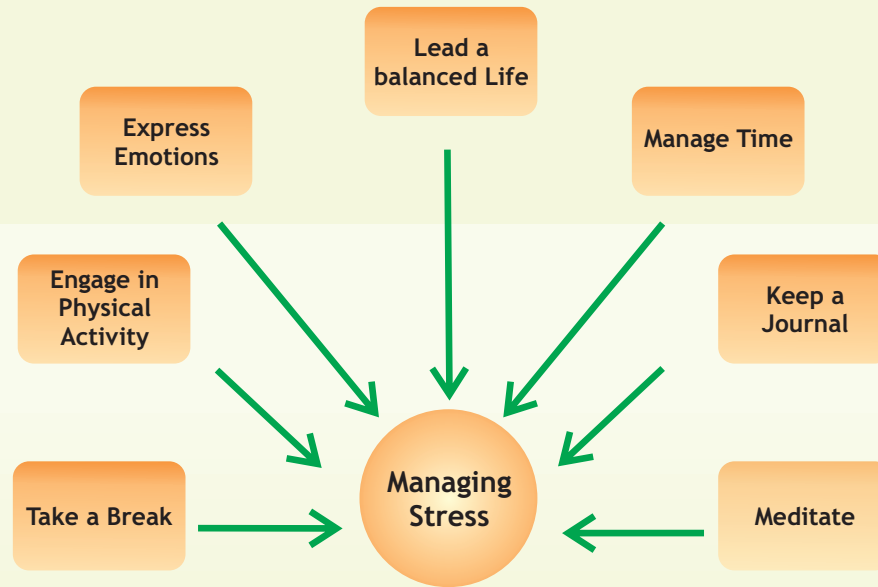 Lead a
balanced Life
Express
Emotions
Manage Time
Engage in
Physical
Activity
Keep a
Journal
Take a Break
Managing
Stress
Meditate